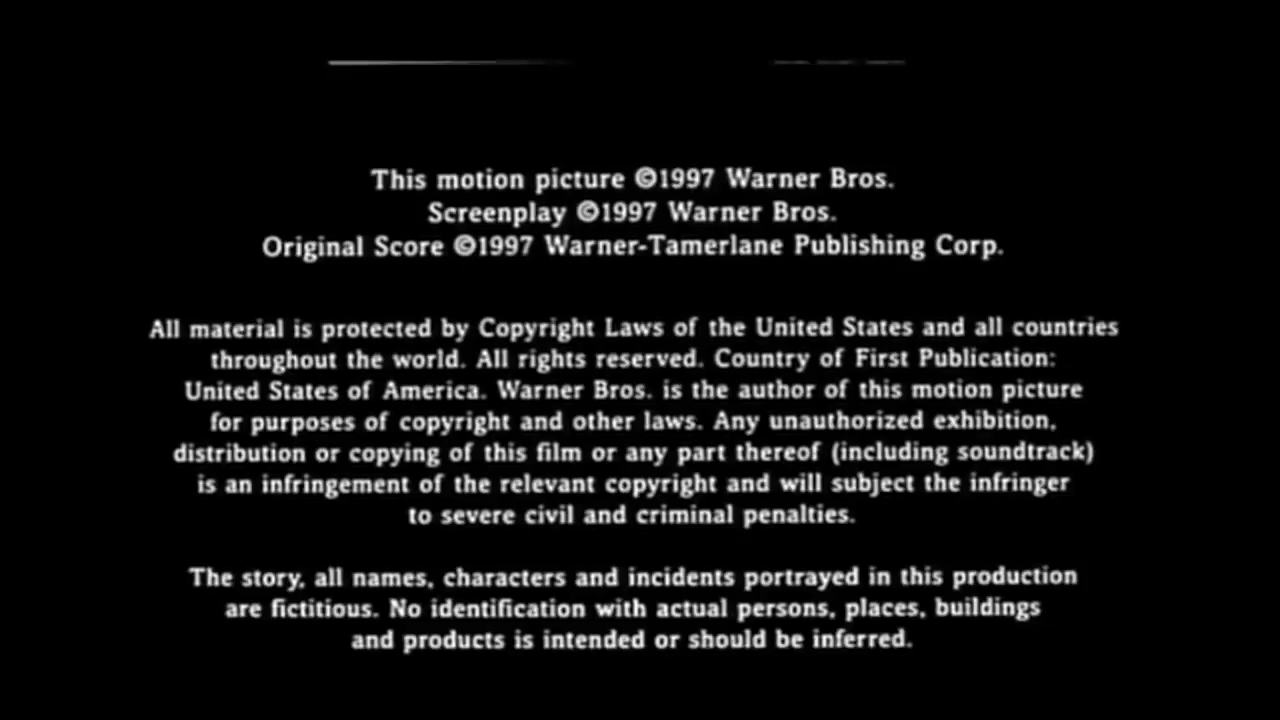 This motion picture ©1997 Warner Bros.
Screenplay ©1997 Warner Bros.
Original Score ©1997 Warner-Tamerlane Publishing Corp.
All material is protected by Copyright Laws of the United States and all countries
throughout the world. All rights reserved. Country of First Publication:
United States of America. Warner Bros. is the author of this motion picture
for purposes of copyright and other laws. Any unauthorized exhibition,
distribution or copying of this film or any part thereof (including soundtrack)
is an infringement of the relevant copyright and will subject the infringer
to severe civil and criminal penalties.
The story, all names, characters and incidents portrayed in this production
are fictitious. No identification with actual persons, places, buildings
and products is intended or should be inferred.